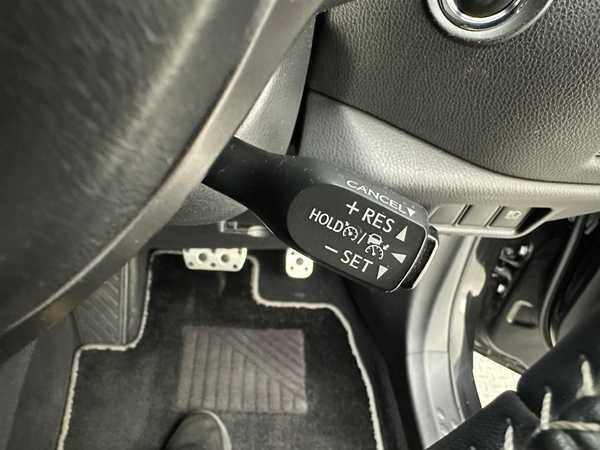 CANCEL
+ RES
HOLD /
− SET